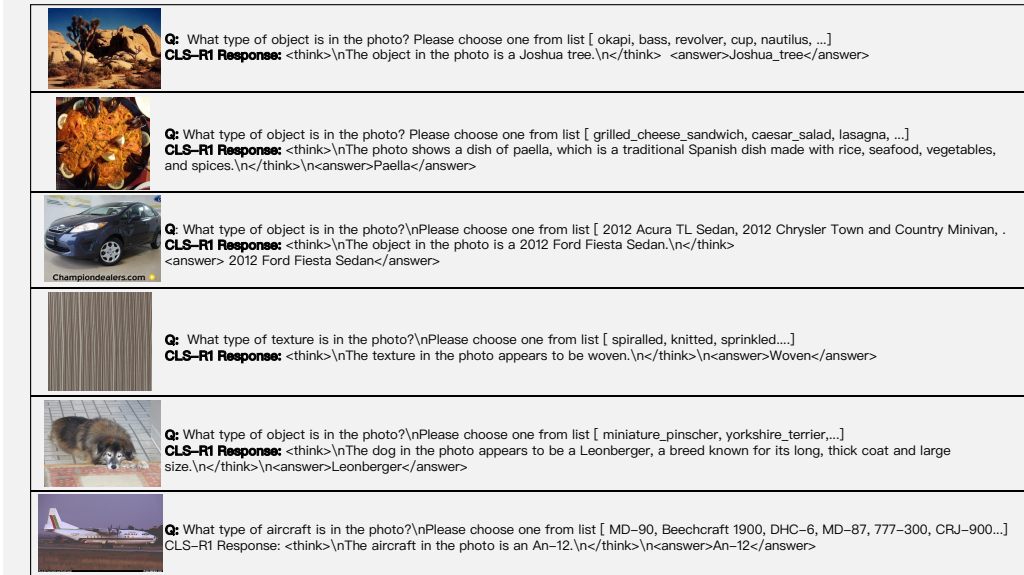 Q: What type of object is in the photo? Please choose one from list [ okapi, bass, revolver, cup, nautilus, ...]
CLS–R1 Response: <think>\nThe object in the photo is a Joshua tree.\n</think> <answer>Joshua_tree</answer>
Q: What type of object is in the photo? Please choose one from list [ grilled_cheese_sandwich, caesar_salad, lasagna, ...]
CLS–R1 Response: <think>\nThe photo shows a dish of paella, which is a traditional Spanish dish made with rice, seafood, vegetables,
and spices.\n</think>\n<answer>Paella</answer>
Q: What type of object is in the photo?\nPlease choose one from list [ 2012 Acura TL Sedan, 2012 Chrysler Town and Country Minivan, .
CLS–R1 Response: <think>\nThe object in the photo is a 2012 Ford Fiesta Sedan.\n</think>
<answer> 2012 Ford Fiesta Sedan</answer>
Championdealers.com
Q: What type of texture is in the photo?\nPlease choose one from list [ spiralled, knitted, sprinkled....]
CLS–R1 Response: <think>\nThe texture in the photo appears to be woven.\n</think>\n<answer>Woven</answer>
Q: What type of object is in the photo?\nPlease choose one from list [ miniature_pinscher, yorkshire_terrier,...]
CLS–R1 Response: <think>\nThe dog in the photo appears to be a Leonberger, a breed known for its long, thick coat and large
size.\n</think>\n<answer>Leonberger</answer>
Q: What type of aircraft is in the photo?\nPlease choose one from list [ MD–90, Beechcraft 1900, DHC–6, MD–87, 777–300, CRJ–900...]
CLS–R1 Response: <think>\nThe aircraft in the photo is an An–12.\n</think>\n<answer>An–12</answer>